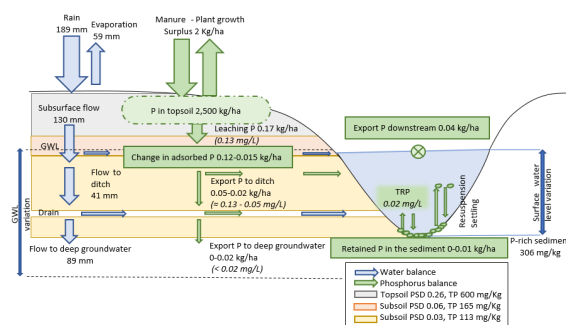 Rain
189 mm
Evaporation
59 mm
Manure - Plant growth
Surplus 2 Kg/ha
Subsurface flow
130 mm
P in topsoil 2,500 kg/ha
Leaching P 0.17 kg/ha
(0.13 mg/L)
Export P downstream 0.04 kg/ha
GWL
Change in adsorbed P 0.12-0.015 kg/ha
Flow to
ditch
41 mm
Export P to ditch
0.05-0.02 kg/ha
(= 0.13 - 0.05 mg/L)
TRP
0.02 mg/L
Resuspension
Settling
Surface water
level variation
GWL
variation
Drain
Flow to deep groundwater
89 mm
Export P to deep groundwater
0-0.02 kg/ha
(< 0.02 mg/L)
Retained P in the sediment 0-0.01 kg/ha
P-rich sediment
306 mg/kg
Water balance
Phosphorus balance
Topsoil PSD 0.26, TP 600 mg/Kg
Subsoil PSD 0.06, TP 165 mg/Kg
Subsoil PSD 0.03, TP 113 mg/Kg